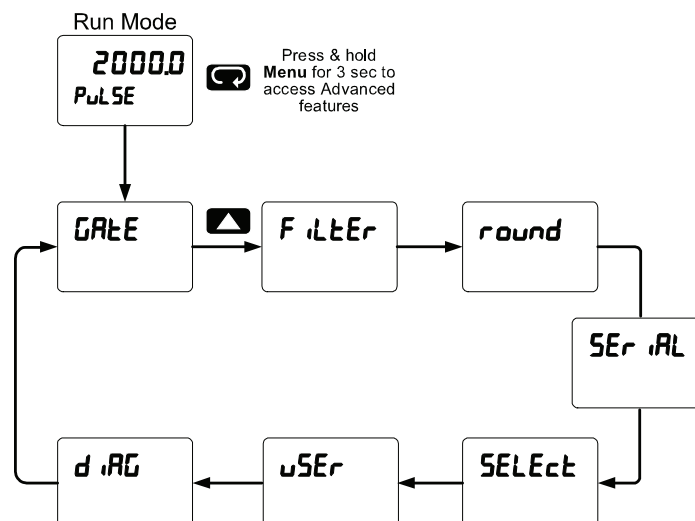 Run Mode
2000.0
PuLSE
Press & hold
Menu for 3 sec to
access Advanced
features
GAtE
FiLtEr
round
SEriAL
diAG
uSEr
SELEct